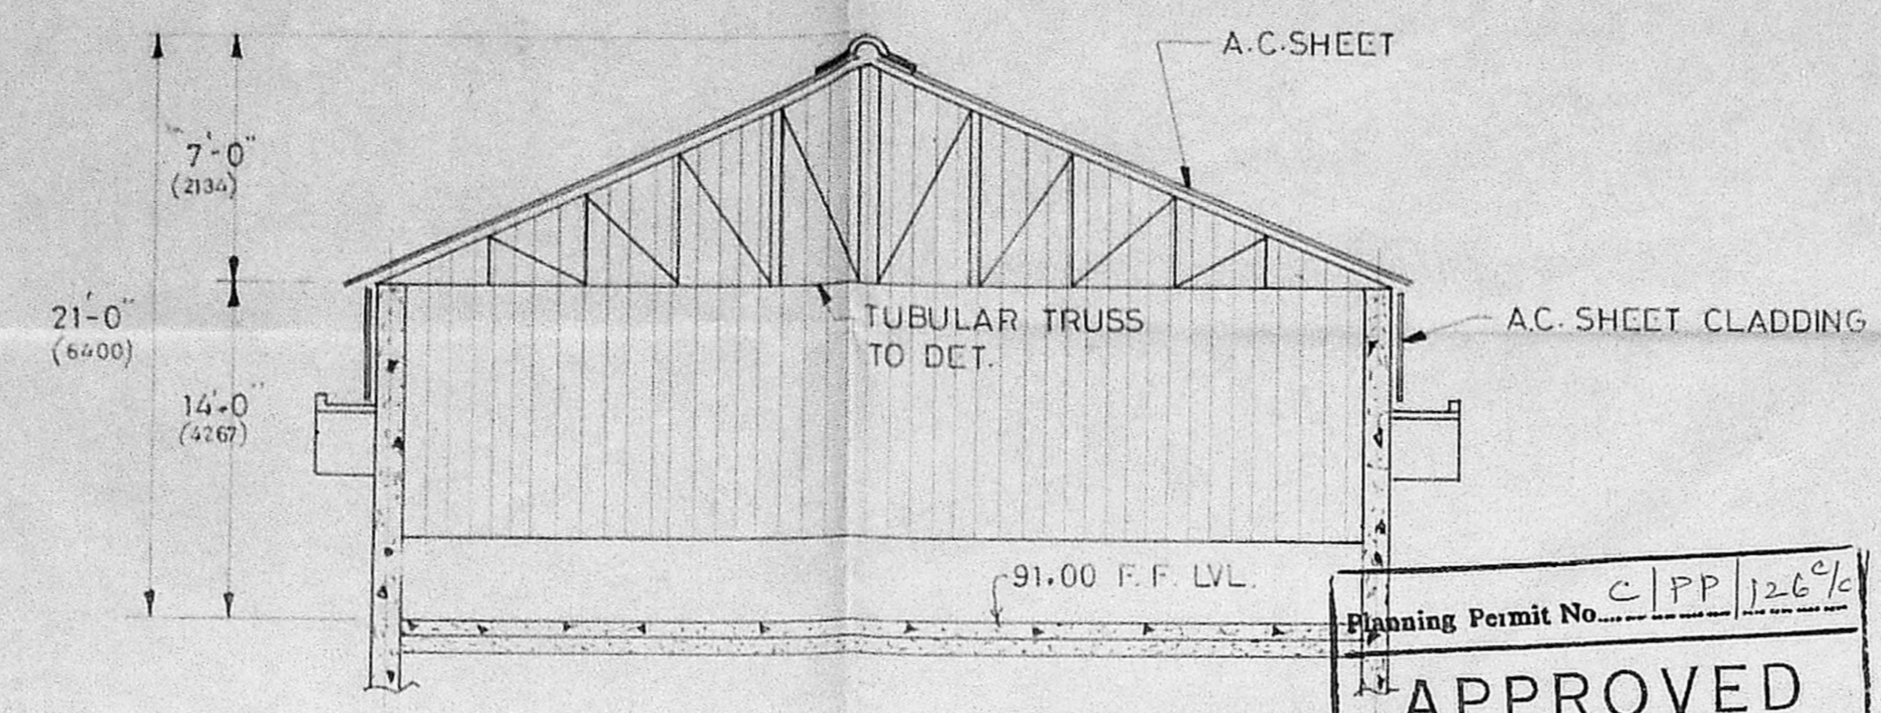 A.C.SHEET
7'-0"
(2134)
21'-0"
(6400)
14'-0"
(4267)
TUBULAR TRUSS
TO DET.
A.C. SHEET CLADDING
91.00 F.F. LVL.
Planning Permit No. C/PP/126 c/c
APPROVED